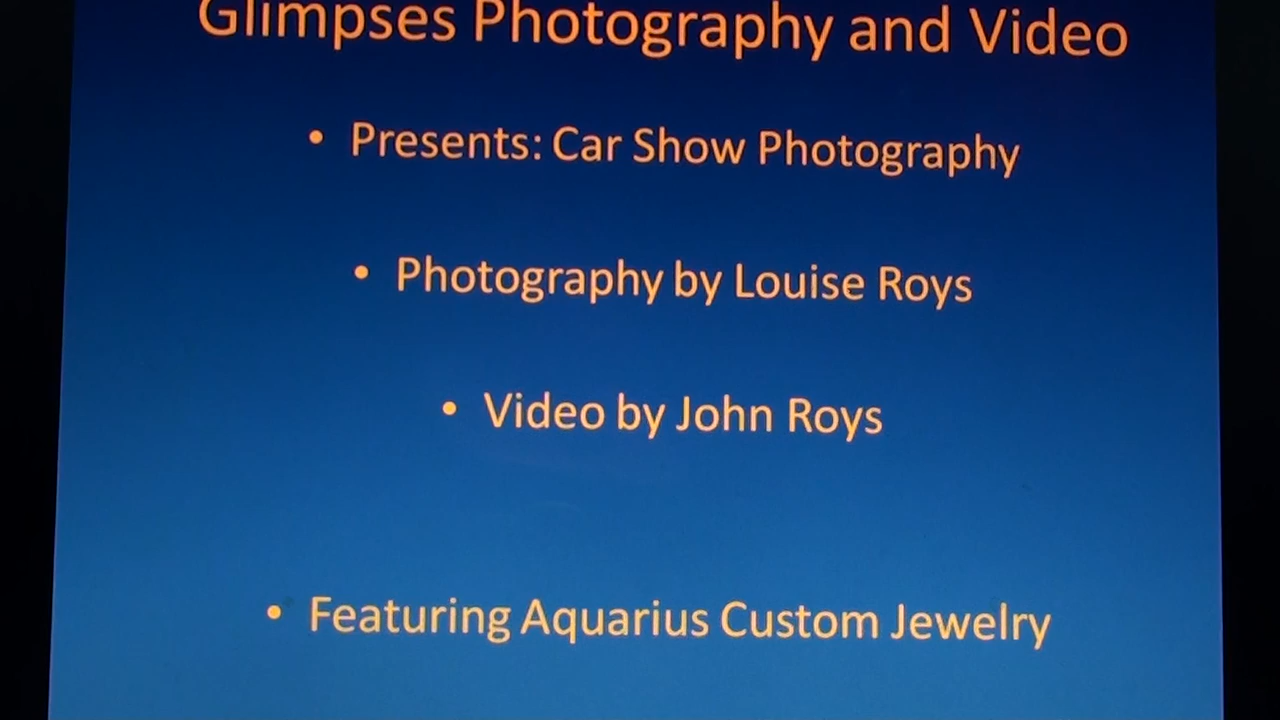 Glimpses Photography and Video
• Presents: Car Show Photography
• Photography by Louise Roys
• Video by John Roys
• Featuring Aquarius Custom Jewelry